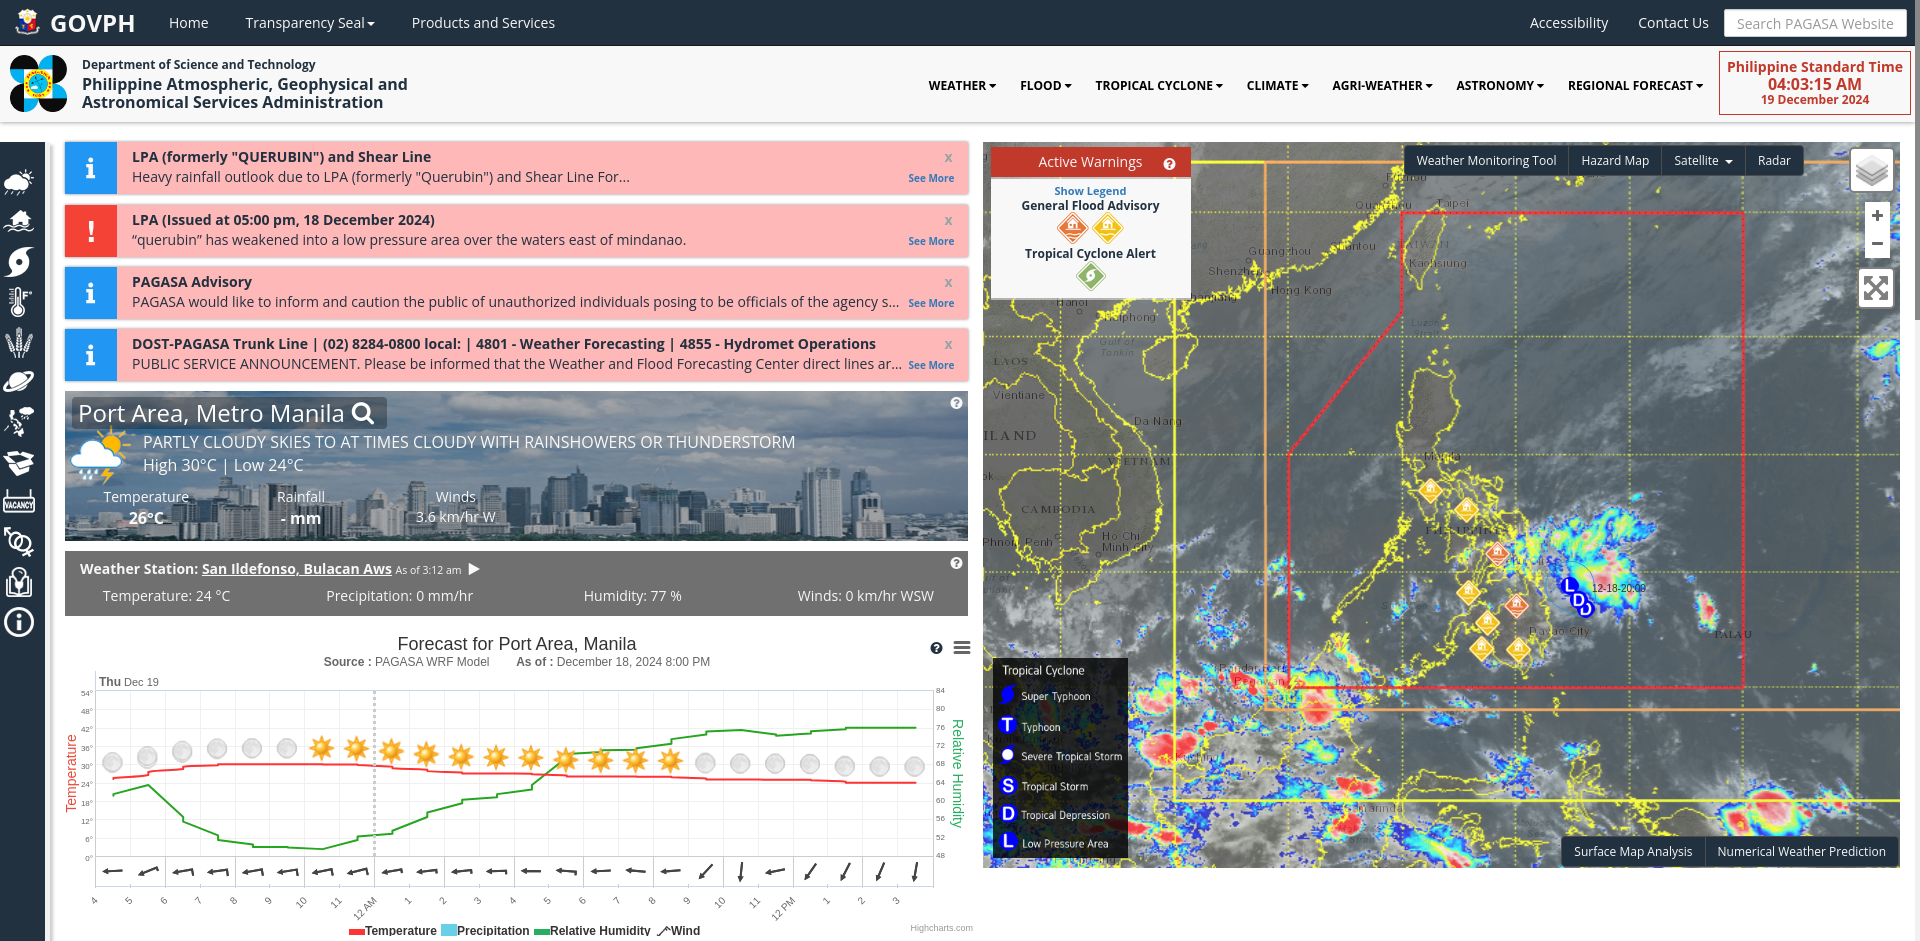 GOVPH
Home
Transparency Seal
Products and Services
Accessibility
Contact Us
Search PAGASA Website
Department of Science and Technology
Philippine Atmospheric, Geophysical and
Astronomical Services Administration
WEATHER
FLOOD
TROPICAL CYCLONE
CLIMATE
AGRI-WEATHER
ASTRONOMY
REGIONAL FORECAST
Philippine Standard Time
04:03:15 AM
19 December 2024
LPA (formerly "QUERUBIN") and Shear Line
x
Heavy rainfall outlook due to LPA (formerly "Querubin") and Shear Line For...
See More
LPA (Issued at 05:00 pm, 18 December 2024)
x
“querubin” has weakened into a low pressure area over the waters east of mindanao.
See More
PAGASA Advisory
x
PAGASA would like to inform and caution the public of unauthorized individuals posing to be officials of the agency s...
See More
DOST-PAGASA Trunk Line | (02) 8284-0800 local: | 4801 - Weather Forecasting | 4855 - Hydromet Operations
x
PUBLIC SERVICE ANNOUNCEMENT. Please be informed that the Weather and Flood Forecasting Center direct lines ar...
See More
Port Area, Metro Manila
PARTLY CLOUDY SKIES TO AT TIMES CLOUDY WITH RAINSHOWERS OR THUNDERSTORM
High 30°C | Low 24°C
Temperature
Rainfall
Winds
26°C
- mm
3.6 km/hr W
Weather Station: San Ildefonso, Bulacan Aws As of 3:12 am
Temperature: 24 °C
Precipitation: 0 mm/hr
Humidity: 77 %
Winds: 0 km/hr WSW
Forecast for Port Area, Manila
Source : PAGASA WRF Model
As of : December 18, 2024 8:00 PM
Thu Dec 19
Temperature
54°
48°
42°
36°
30°
24°
18°
12°
6°
0°
84
80
76
72
68
64
60
56
52
48
Relative Humidity
4 5 6 7 8 9 10 11 12 AM 1 2 3 4 5 6 7 8 9 10 11 12 PM 1 2 3
Temperature
Precipitation
Relative Humidity
Wind
Highcharts.com
VACANCY
Active Warnings
Show Legend
General Flood Advisory
Tropical Cyclone Alert
Weather Monitoring Tool
Hazard Map
Satellite
Radar
+
−
Taipei
Guangzhou
Shantou
Kaohsiung
Shenzhen
Hong Kong
Hanoi
Haiphong
Luzon
Gulf of
Tonkin
LAOS
Vientiane
Da Nang
ILAND
VIETNAM
Manila
CAMBODIA
Phnom Penh
Ho Chi
Minh City
L
D
D
12-18-20:00
Davao City
PALAU
Samarinda
Tropical Cyclone
Super Typhoon
T Typhoon
Severe Tropical Storm
S Tropical Storm
D Tropical Depression
L Low Pressure Area
Surface Map Analysis
Numerical Weather Prediction